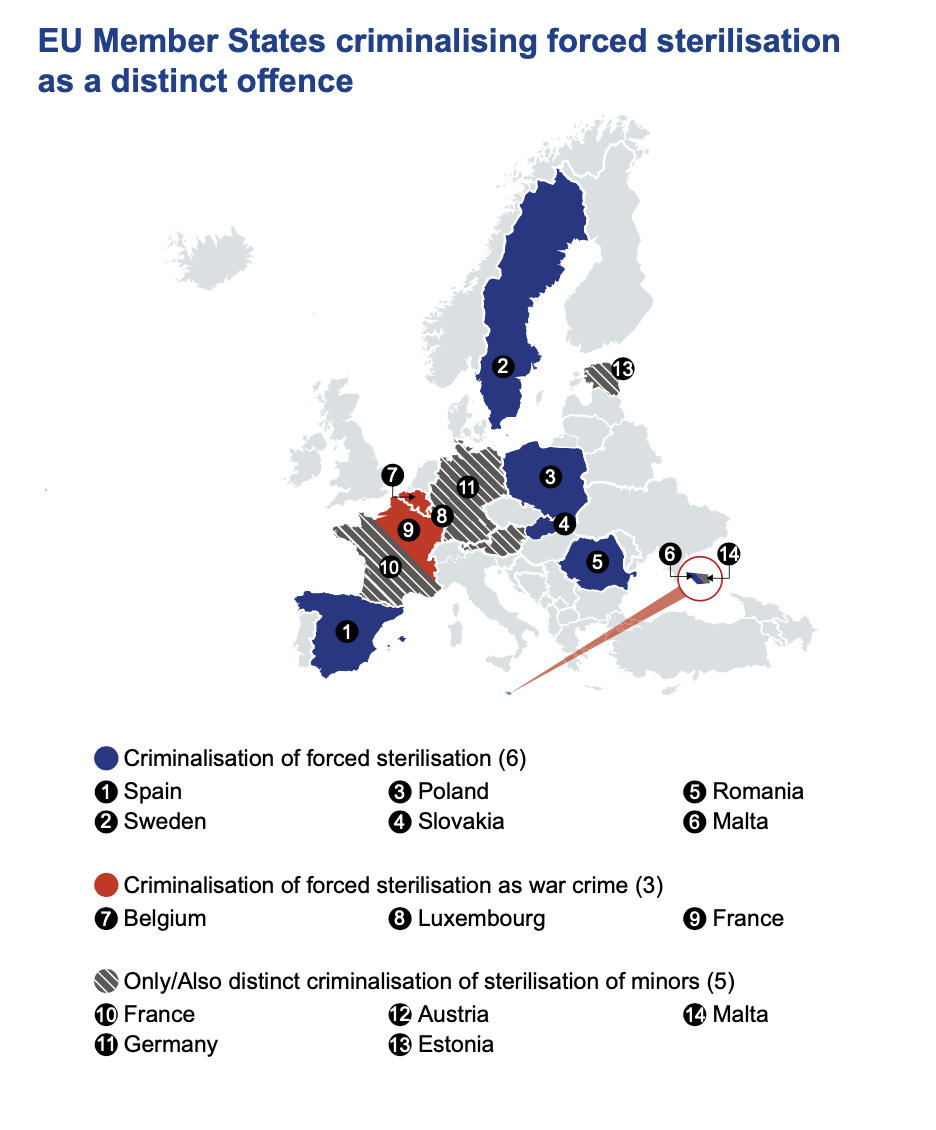 EU Member States criminalising forced sterilisation
as a distinct offence
2
13
7
3
11
8
4
9
6
14
5
10
1
Criminalisation of forced sterilisation (6)
1 Spain 3 Poland 5 Romania
2 Sweden 4 Slovakia 6 Malta
Criminalisation of forced sterilisation as war crime (3)
7 Belgium 8 Luxembourg 9 France
Only/Also distinct criminalisation of sterilisation of minors (5)
10 France 12 Austria 14 Malta
11 Germany 13 Estonia